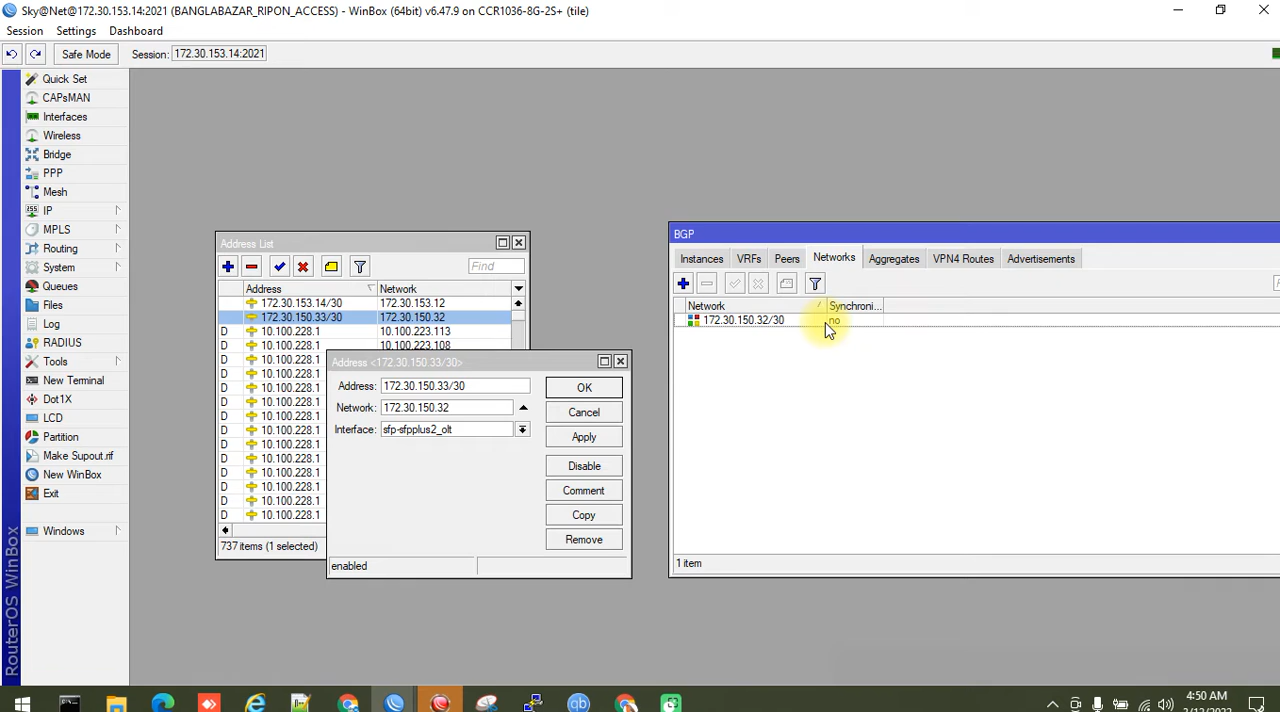 Sky@Net@172.30.153.14:2021 (BANGLABAZAR_RIPON_ACCESS) - WinBox (64bit) v6.47.9 on CCR1036-8G-2S+ (tile)
Session Settings Dashboard
Safe Mode Session: 172.30.153.14:2021
Quick Set
CAPsMAN
Interfaces
Wireless
Bridge
PPP
Mesh
IP
MPLS
Routing
System
Queues
Files
Log
RADIUS
Tools
New Terminal
Dot1X
LCD
Partition
Make Supout.rif
New WinBox
Exit
Windows
RouterOS WinBox
Address List
Find
Address Network
172.30.153.14/30 172.30.153.12
172.30.150.33/30 172.30.150.32
D 10.100.228.1 10.100.223.113
D 10.100.228.1 10.100.223.108
D 10.100.228.1
D 10.100.228.1
D 10.100.228.1
D 10.100.228.1
D 10.100.228.1
D 10.100.228.1
D 10.100.228.1
D 10.100.228.1
D 10.100.228.1
D 10.100.228.1
D 10.100.228.1
737 items (1 selected)
Address <172.30.150.33/30>
Address: 172.30.150.33/30
Network: 172.30.150.32
Interface: sfp-sfpplus2_olt
OK
Cancel
Apply
Disable
Comment
Copy
Remove
enabled
BGP
Instances VRFs Peers Networks Aggregates VPN4 Routes Advertisements
Network Synchroni...
172.30.150.32/30 no
1 item
4:50 AM